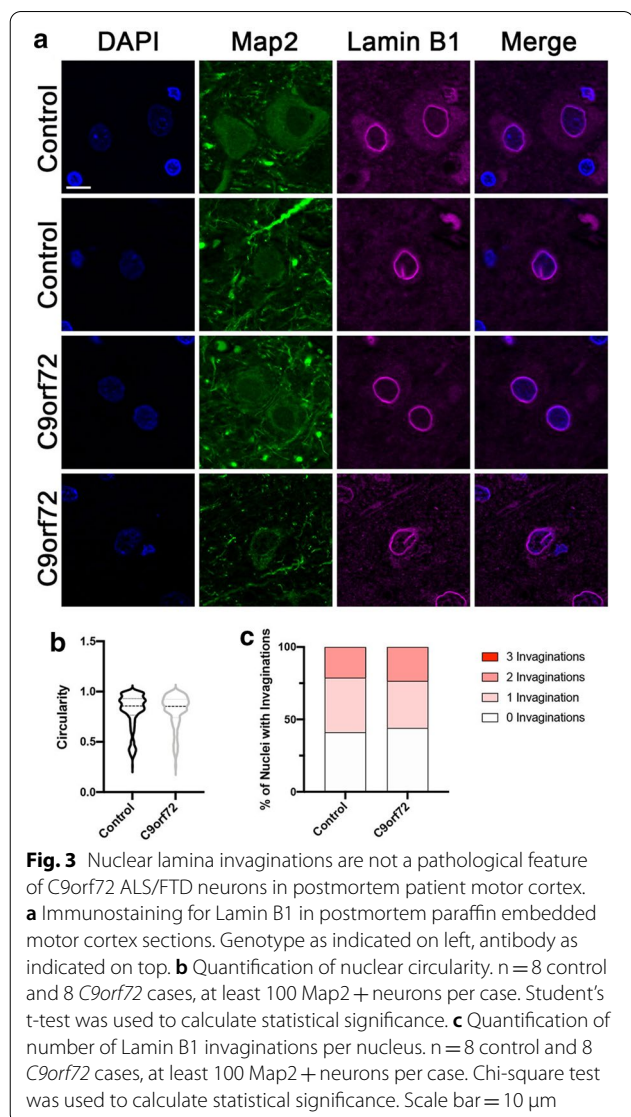 a
DAPI Map2 Lamin B1 Merge
Control
Control
C9orf72
C9orf72
b
1.5
1.0
0.5
0.0
Circularity
Control
C9orf72
c
100
50
0
% of Nuclei with Invaginations
Control
C9orf72
3 Invaginations
2 Invaginations
1 Invagination
0 Invaginations
Fig. 3 Nuclear lamina invaginations are not a pathological feature
of C9orf72 ALS/FTD neurons in postmortem patient motor cortex.
a Immunostaining for Lamin B1 in postmortem paraffin embedded
motor cortex sections. Genotype as indicated on left, antibody as
indicated on top. b Quantification of nuclear circularity. n = 8 control
and 8 C9orf72 cases, at least 100 Map2 + neurons per case. Student's
t-test was used to calculate statistical significance. c Quantification of
number of Lamin B1 invaginations per nucleus. n = 8 control and 8
C9orf72 cases, at least 100 Map2 + neurons per case. Chi-square test
was used to calculate statistical significance. Scale bar = 10 µm